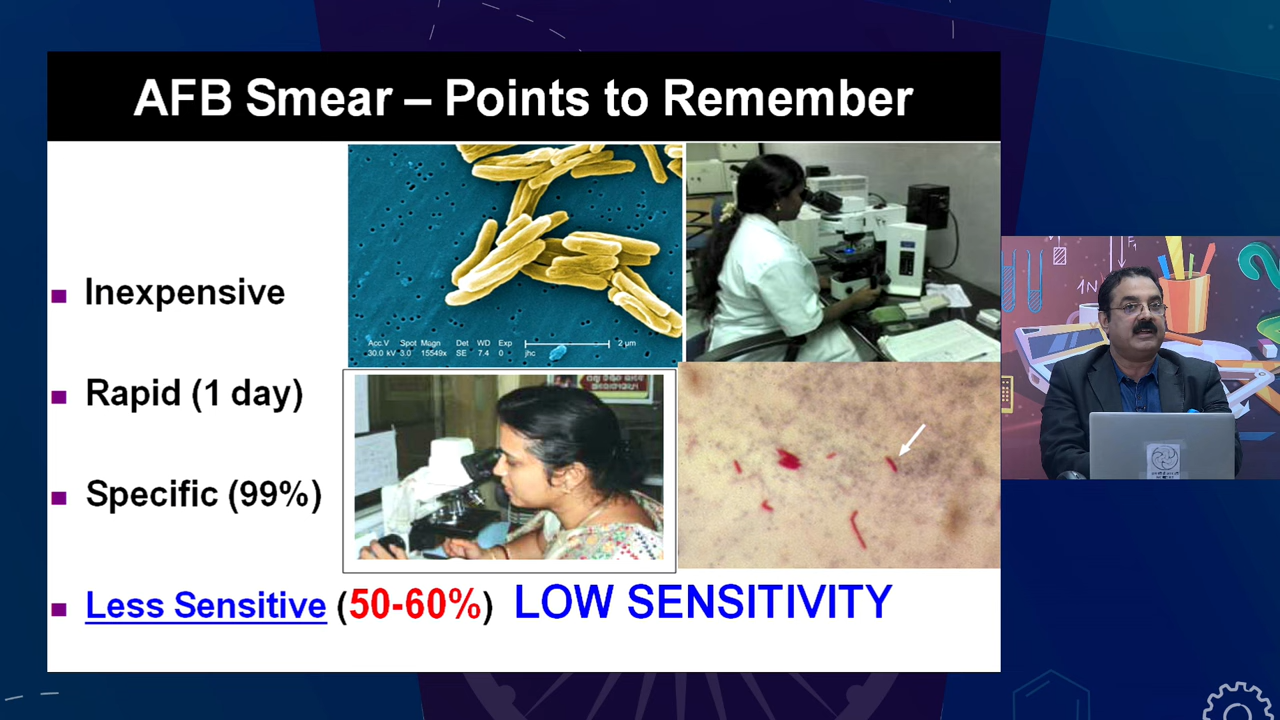 AFB Smear – Points to Remember
Inexpensive
Rapid (1 day)
Specific (99%)
Less Sensitive (50-60%) LOW SENSITIVITY
Acc.V Spot Magn Det WD Exp
30.0 kV 3.0 15549x SE 7.4 0 jhc
2 µm